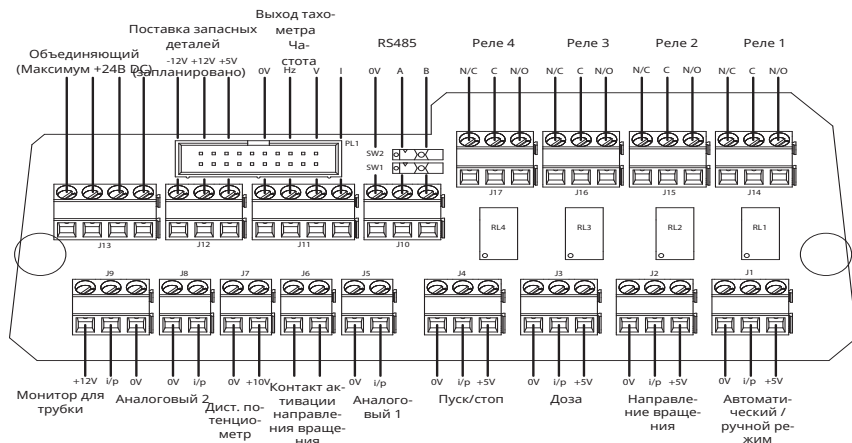 Выход тахо-
метра
Ча-
стота
Поставка запасных
деталей
-12V +12V +5V
(запланировано)
Объединяющий
(Максимум +24В DC)
0V Hz V I
RS485
0V A B
Реле 4
N/C C N/O
Реле 3
N/C C N/O
Реле 2
N/C C N/O
Реле 1
N/C C N/O
PL1
SW2
SW1
J17 J16 J15 J14
RL4 RL3 RL2 RL1
J13 J12 J11 J10
J9 J8 J7 J6 J5 J4 J3 J2 J1
+12V i/p 0V
0V i/p
0V +10V
0V i/p
0V i/p +5V
0V i/p +5V
0V i/p +5V
0V i/p +5V
Монитор для
трубки
Аналоговый 2
Дист. по-
тенцио-
метр
Контакт ак-
тивации
направле-
ния враще-
ния
Аналого-
вый 1
Пуск/стоп
Доза
Направле-
ние враще-
ния
Автомати-
ческий /
ручной ре-
жим